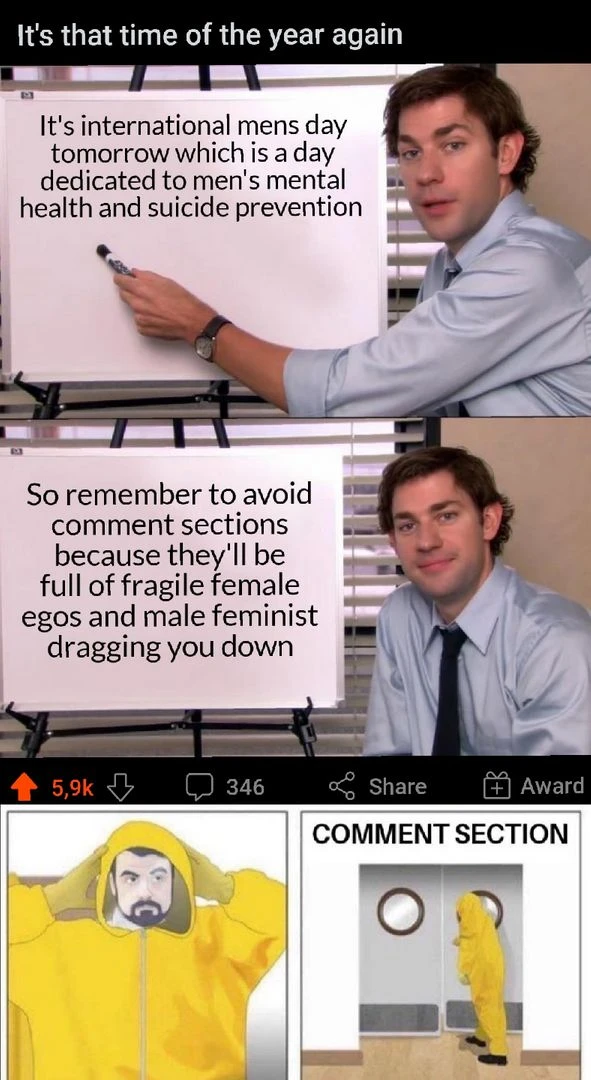 It's that time of the year again
It's international mens day
tomorrow which is a day
dedicated to men's mental
health and suicide prevention
So remember to avoid
comment sections
because they'll be
full of fragile female
egos and male feminist
dragging you down
5,9k
346
Share
Award
COMMENT SECTION